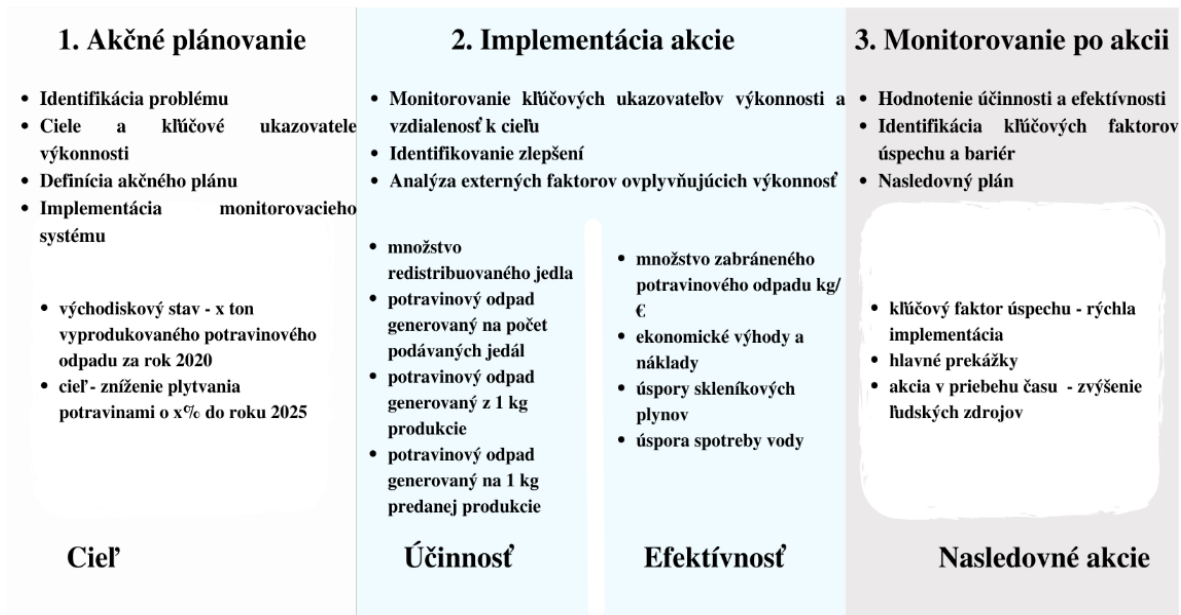 1. Akčné plánovanie
• Identifikácia problému
• Ciele a kľúčové ukazovatele
výkonnosti
• Definícia akčného plánu
• Implementácia monitorovacieho
systému
• východiskový stav - x ton
vyprodukovaného potravinového
odpadu za rok 2020
• cieľ - zníženie plytvania
potravinami o x% do roku 2025
Cieľ
2. Implementácia akcie
• Monitorovanie kľúčových ukazovateľov výkonnosti a
vzdialenosť k cieľu
• Identifikovanie zlepšení
• Analýza externých faktorov ovplyvňujúcich výkonnosť
• množstvo
redistribuovaného jedla
• potravinový odpad
generovaný na počet
podávaných jedál
• potravinový odpad
generovaný z 1 kg
produkcie
• potravinový odpad
generovaný na 1 kg
predanej produkcie
Účinnosť
• množstvo zabráneného
potravinového odpadu kg/
€
• ekonomické výhody a
náklady
• úspory skleníkových
plynov
• úspora spotreby vody
Efektívnosť
3. Monitorovanie po akcii
• Hodnotenie účinnosti a efektívnosti
• Identifikácia kľúčových faktorov
úspechu a bariér
• Nasledovný plán
• kľúčový faktor úspechu - rýchla
implementácia
• hlavné prekážky
• akcia v priebehu času - zvýšenie
ľudských zdrojov
Nasledovné akcie